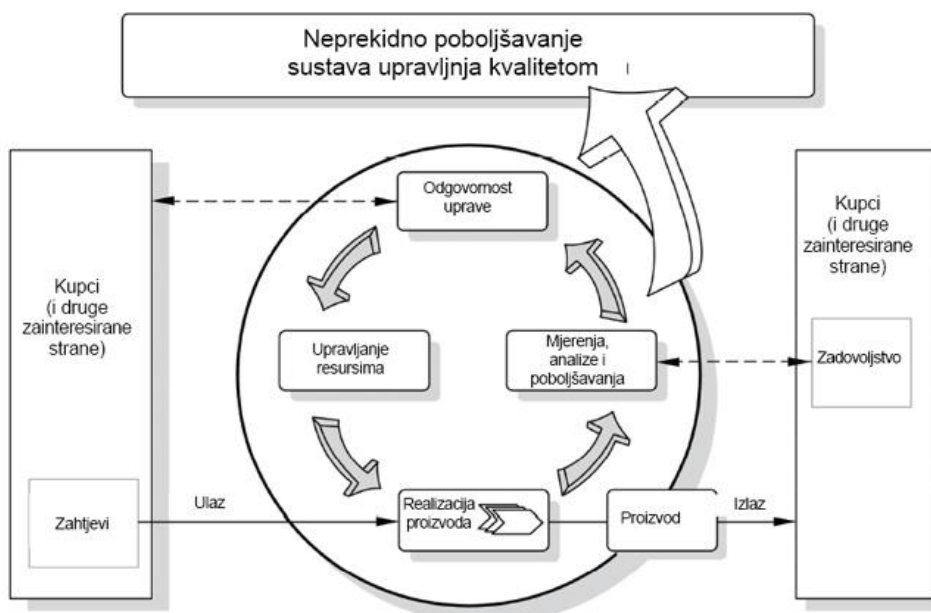 Neprekidno poboljšavanje
sustava upravljnja kvalitetom
Odgovornost
uprave
Kupci
(i druge
zainteresirane
strane)
Kupci
(i druge
zainteresirane
strane)
Upravljanje
resursima
Mjerenja,
analize i
poboljšavanja
Zadovoljstvo
Zahtjevi
Ulaz
Realizacija
proizvoda
Proizvod
Izlaz